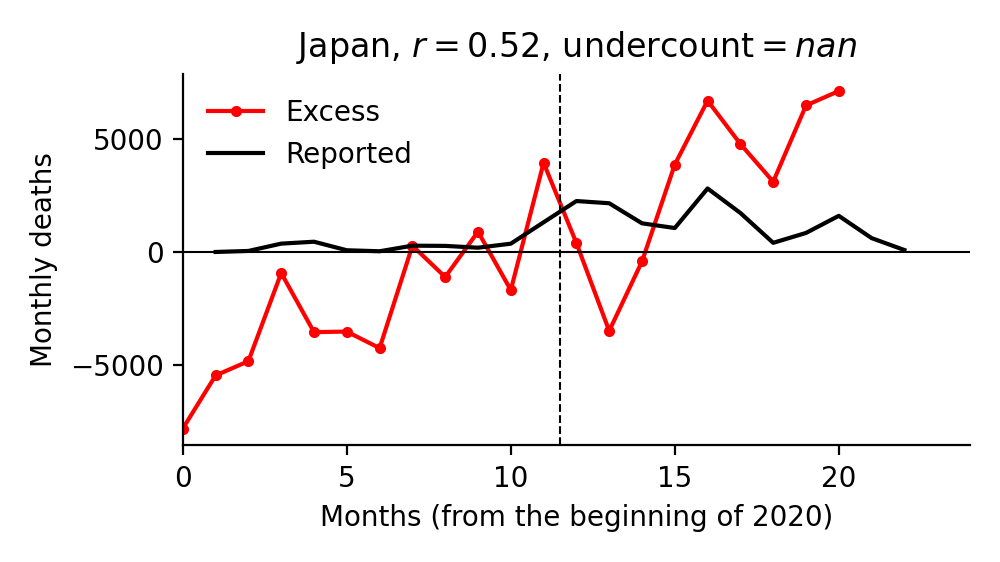 Japan, r = 0.52, undercount = nan
Excess
Reported
Monthly deaths
5000
0
−5000
0 5 10 15 20
Months (from the beginning of 2020)